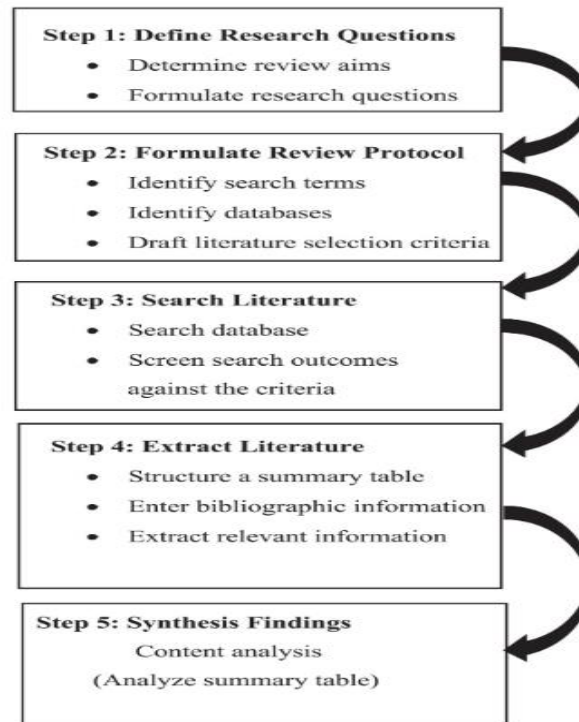 Step 1: Define Research Questions
• Determine review aims
• Formulate research questions
Step 2: Formulate Review Protocol
• Identify search terms
• Identify databases
• Draft literature selection criteria
Step 3: Search Literature
• Search database
• Screen search outcomes
against the criteria
Step 4: Extract Literature
• Structure a summary table
• Enter bibliographic information
• Extract relevant information
Step 5: Synthesis Findings
Content analysis
(Analyze summary table)